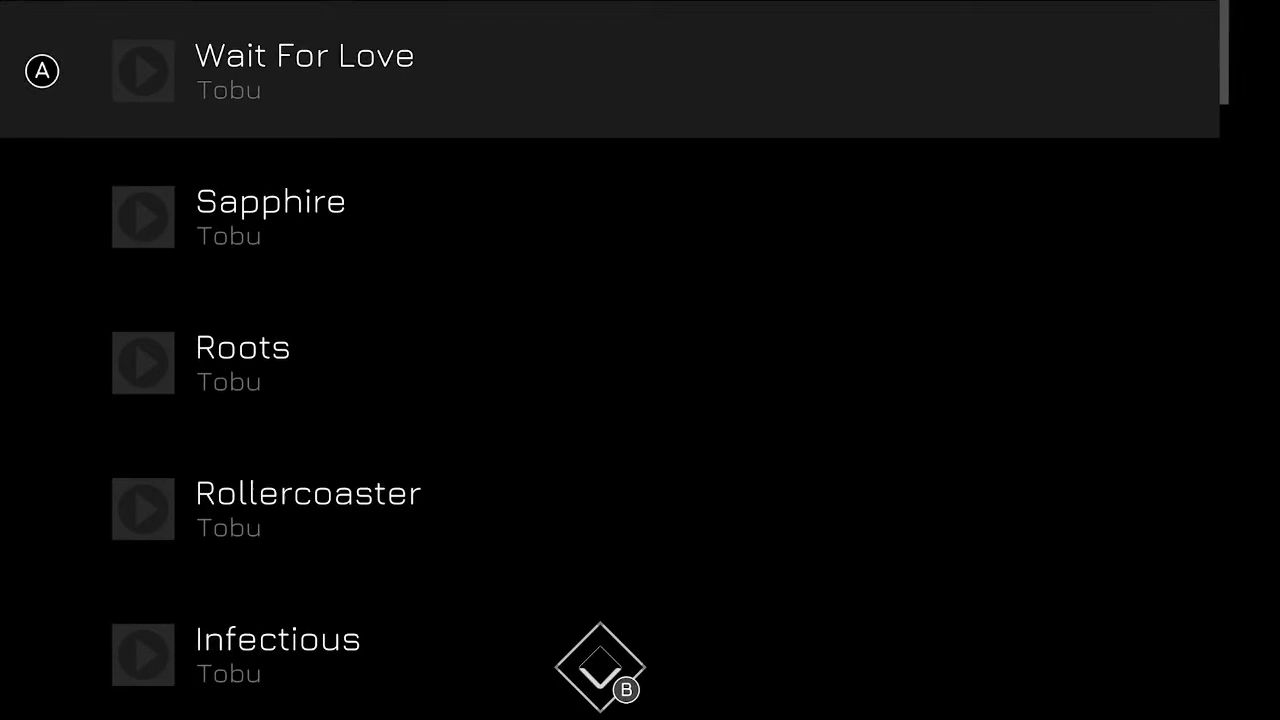 A
Wait For Love
Tobu
Sapphire
Tobu
Roots
Tobu
Rollercoaster
Tobu
Infectious
Tobu
B